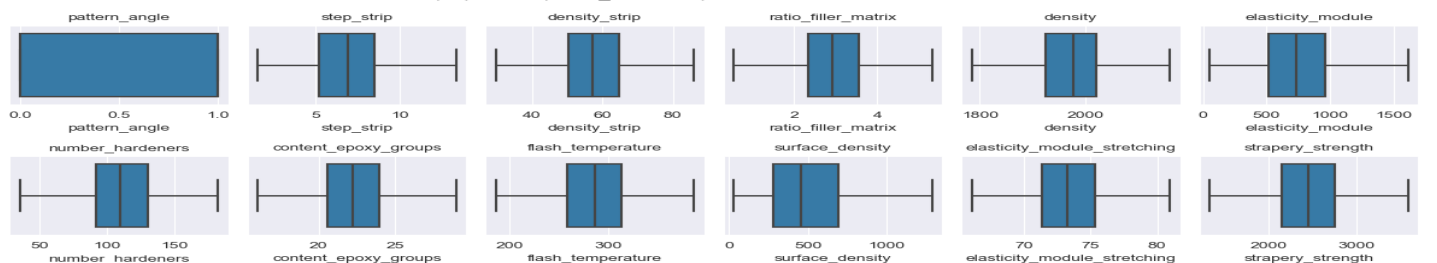 pattern_angle step_strip density_strip ratio_filler_matrix density elasticity_module
0.0 0.5 1.0 5 10 40 60 80 2 4 1800 2000 0 500 1000 1500
pattern_angle step_strip density_strip ratio_filler_matrix density elasticity_module
number_hardeners content_epoxy_groups flash_temperature surface_density elasticity_module_stretching strapery_strength
50 100 150 20 25 200 300 0 500 1000 70 75 80 2000 3000
number_hardeners content_epoxy_groups flash_temperature surface_density elasticity_module_stretching strapery_strength